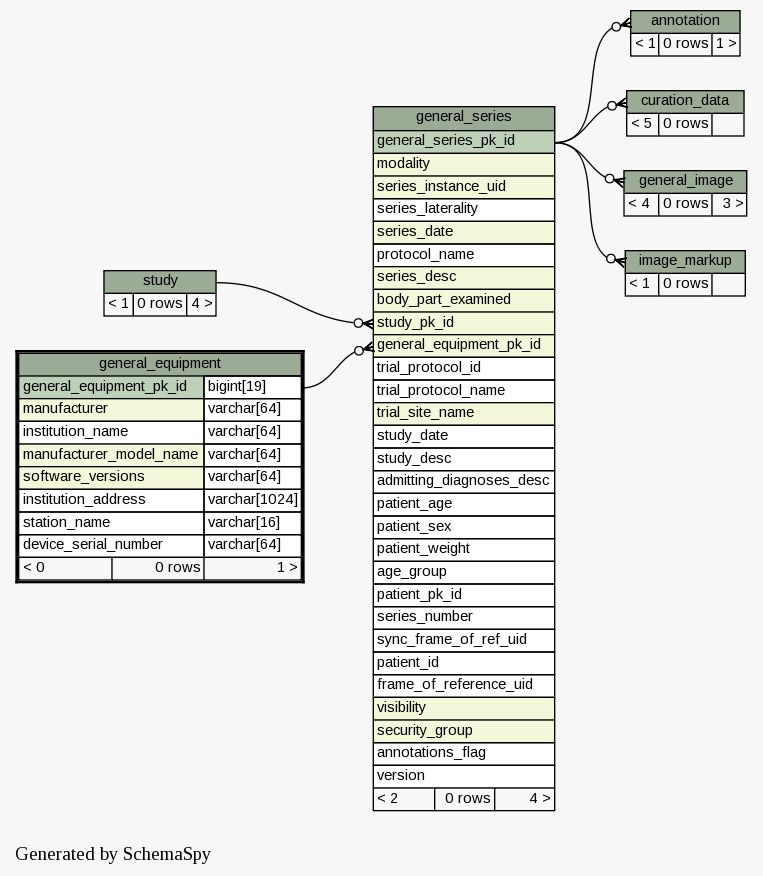 annotation
< 1 0 rows 1 >
curation_data
< 5 0 rows
general_image
< 4 0 rows 3 >
image_markup
< 1 0 rows
general_series
general_series_pk_id
modality
series_instance_uid
series_laterality
series_date
protocol_name
series_desc
body_part_examined
study_pk_id
general_equipment_pk_id
trial_protocol_id
trial_protocol_name
trial_site_name
study_date
study_desc
admitting_diagnoses_desc
patient_age
patient_sex
patient_weight
age_group
patient_pk_id
series_number
sync_frame_of_ref_uid
patient_id
frame_of_reference_uid
visibility
security_group
annotations_flag
version
< 2 0 rows 4 >
study
< 1 0 rows 4 >
general_equipment
general_equipment_pk_id bigint[19]
manufacturer varchar[64]
institution_name varchar[64]
manufacturer_model_name varchar[64]
software_versions varchar[64]
institution_address varchar[1024]
station_name varchar[16]
device_serial_number varchar[64]
< 0 0 rows 1 >
Generated by SchemaSpy